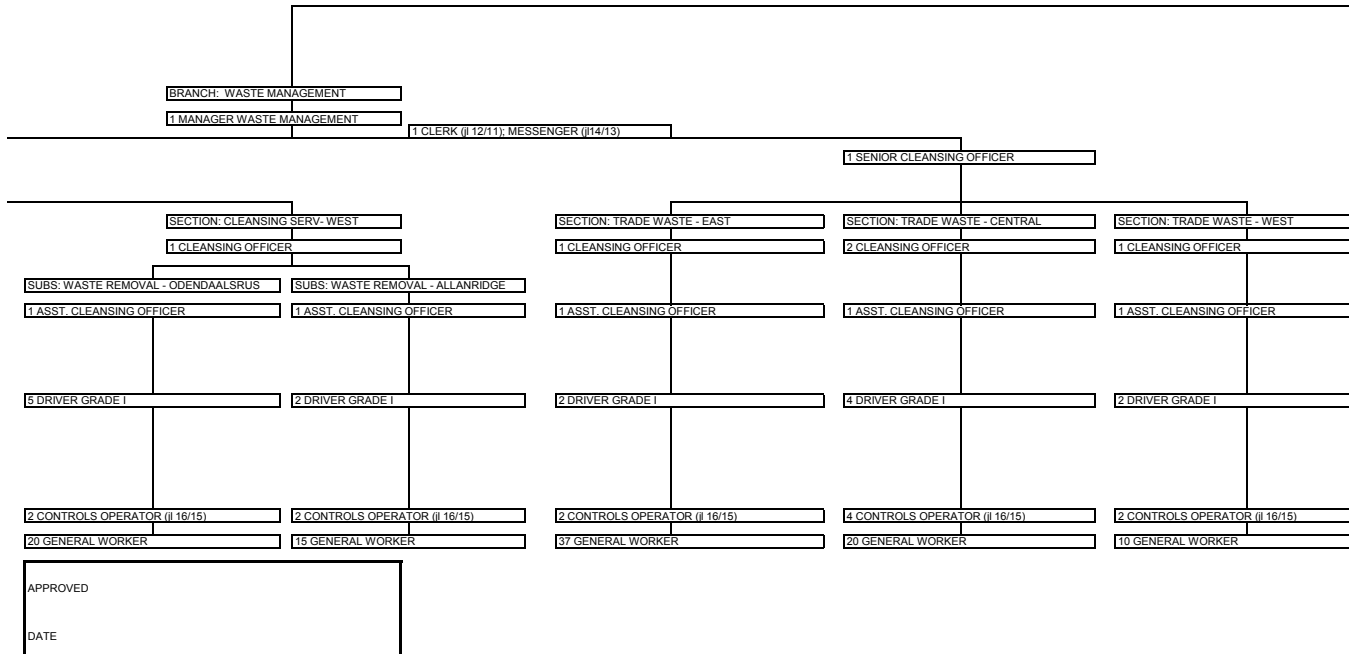 BRANCH:  WASTE MANAGEMENT
1 MANAGER WASTE MANAGEMENT
1 CLERK (jl 12/11); MESSENGER (jl14/13)
1 SENIOR CLEANSING OFFICER
SECTION: CLEANSING SERV- WEST
SECTION: TRADE WASTE - EAST
SECTION: TRADE WASTE - CENTRAL
SECTION: TRADE WASTE - WEST
1 CLEANSING OFFICER
1 CLEANSING OFFICER
2 CLEANSING OFFICER
1 CLEANSING OFFICER
SUBS: WASTE REMOVAL - ODENDAALSRUS
SUBS: WASTE REMOVAL - ALLANRIDGE
1 ASST. CLEANSING OFFICER
1 ASST. CLEANSING OFFICER
1 ASST. CLEANSING OFFICER
1 ASST. CLEANSING OFFICER
1 ASST. CLEANSING OFFICER
5 DRIVER GRADE I
2 DRIVER GRADE I
2 DRIVER GRADE I
4 DRIVER GRADE I
2 DRIVER GRADE I
2 CONTROLS OPERATOR (jl 16/15)
2 CONTROLS OPERATOR (jl 16/15)
2 CONTROLS OPERATOR (jl 16/15)
4 CONTROLS OPERATOR (jl 16/15)
2 CONTROLS OPERATOR (jl 16/15)
20 GENERAL WORKER
15 GENERAL WORKER
37 GENERAL WORKER
20 GENERAL WORKER
10 GENERAL WORKER
APPROVED
DATE